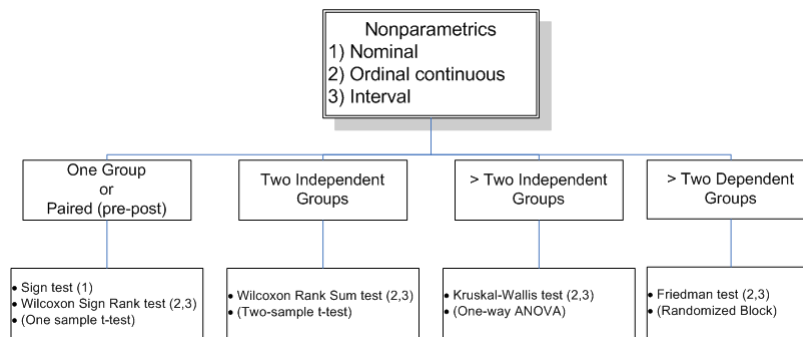 Nonparametrics
1) Nominal
2) Ordinal continuous
3) Interval
One Group
or
Paired (pre-post)
Two Independent
Groups
> Two Independent
Groups
> Two Dependent
Groups
• Sign test (1)
• Wilcoxon Sign Rank test (2,3)
• (One sample t-test)
• Wilcoxon Rank Sum test (2,3)
• (Two-sample t-test)
• Kruskal-Wallis test (2,3)
• (One-way ANOVA)
• Friedman test (2,3)
• (Randomized Block)